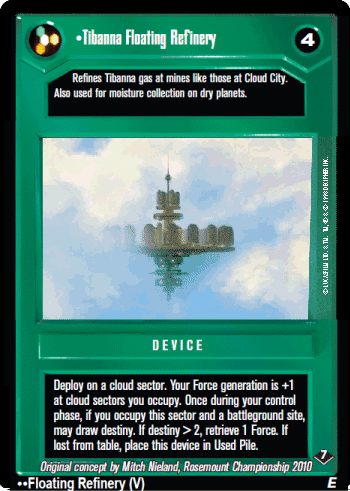 •Tibanna Floating Refinery
4
Refines Tibanna gas at mines like those at Cloud City.
Also used for moisture collection on dry planets.
DEVICE
Deploy on a cloud sector. Your Force generation is +1
at cloud sectors you occupy. Once during your control
phase, if you occupy this sector and a battleground site,
may draw destiny. If destiny > 2, retrieve 1 Force. If
lost from table, place this device in Used Pile.
7
Original concept by Mitch Nieland, Rosemount Championship 2010
••Floating Refinery (V)
E